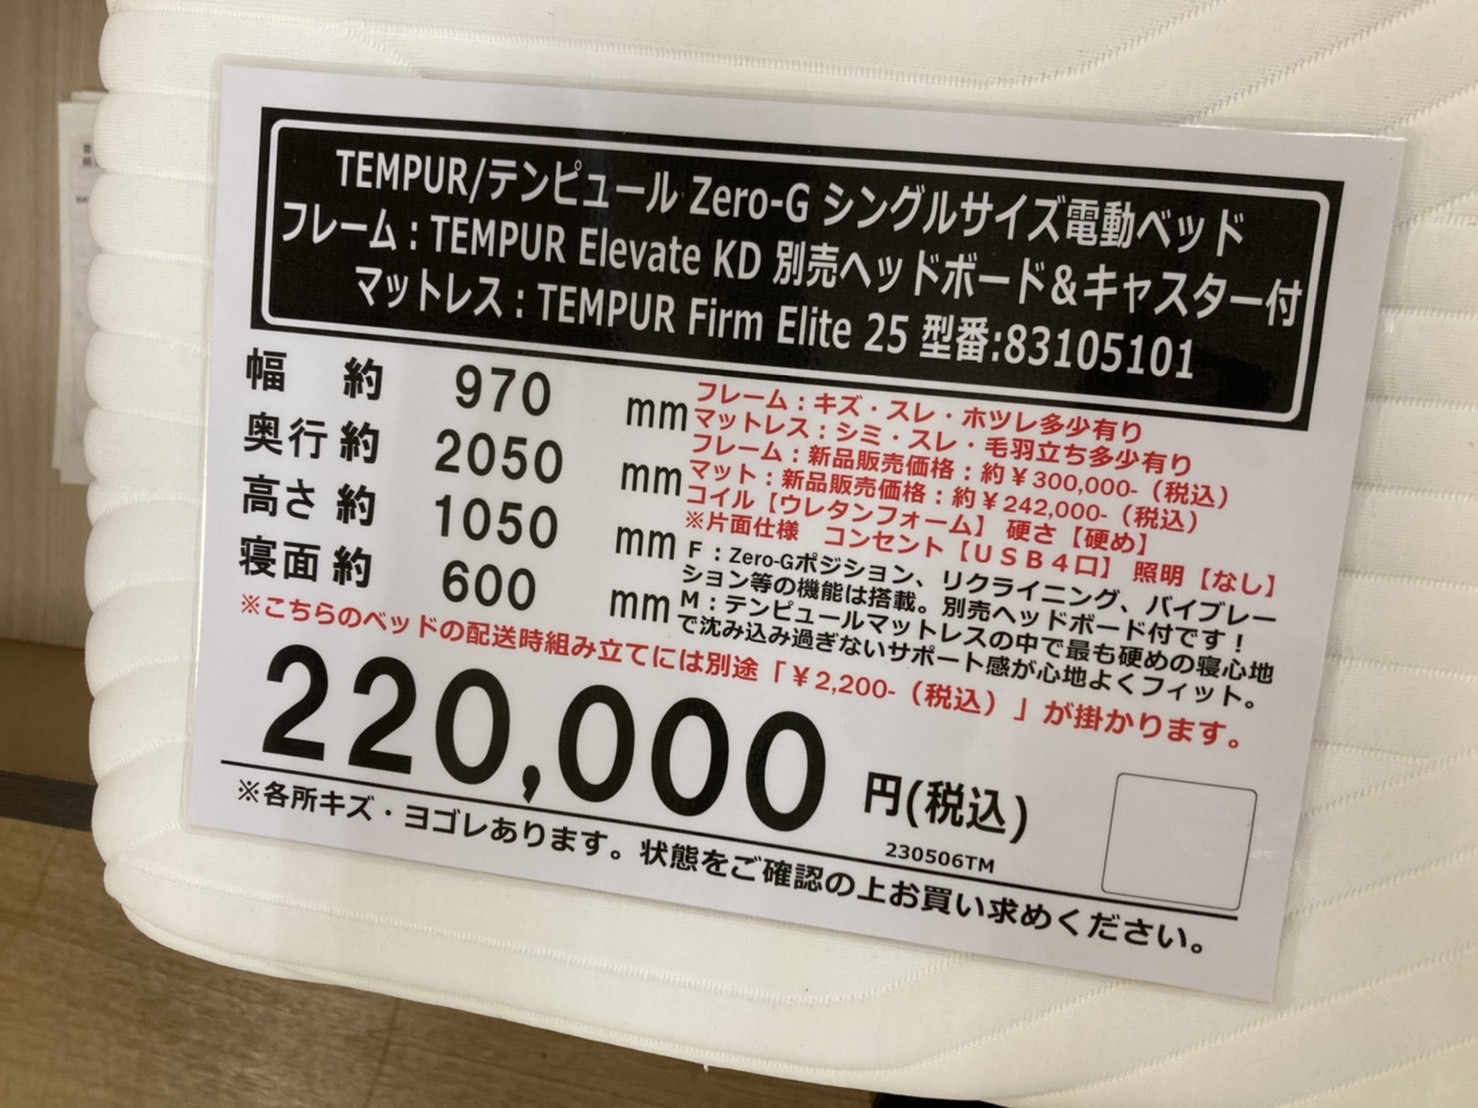 TEMPUR/テンピュール Zero-G シングルサイズ電動ベッド
フレーム：TEMPUR Elevate KD 別売ヘッドボード＆キャスター付
マットレス：TEMPUR Firm Elite 25 型番:83105101
幅 約 970 mm
奥行約 2050 mm
高さ 約 1050 mm
寝面 約 600 mm
フレーム：キズ・スレ・ホツレ多少有り
マットレス：シミ・スレ・毛羽立ち多少有り
フレーム：新品販売価格：約￥300,000-（税込）
マット：新品販売価格：約￥242,000-（税込）
コイル【ウレタンフォーム】 硬さ【硬め】
※片面仕様 コンセント【ＵＳＢ４口】 照明【なし】
F：Zero-Gポジション、リクライニング、バイブレー
ション等の機能は搭載。別売ヘッドボード付です！
M：テンピュールマットレスの中で最も硬めの寝心地
で沈み込み過ぎないサポート感が心地よくフィット。
※こちらのベッドの配送時組み立てには別途「￥2,200-（税込）」が掛かります。
220,000 円(税込)
230506TM
※各所キズ・ヨゴレあります。状態をご確認の上お買い求めください。